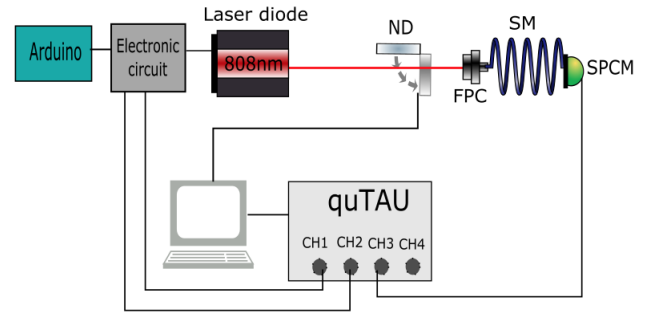 Laser diode
ND
SM
Arduino
Electronic
circuit
808nm
FPC
SPCM
quTAU
CH1 CH2 CH3 CH4